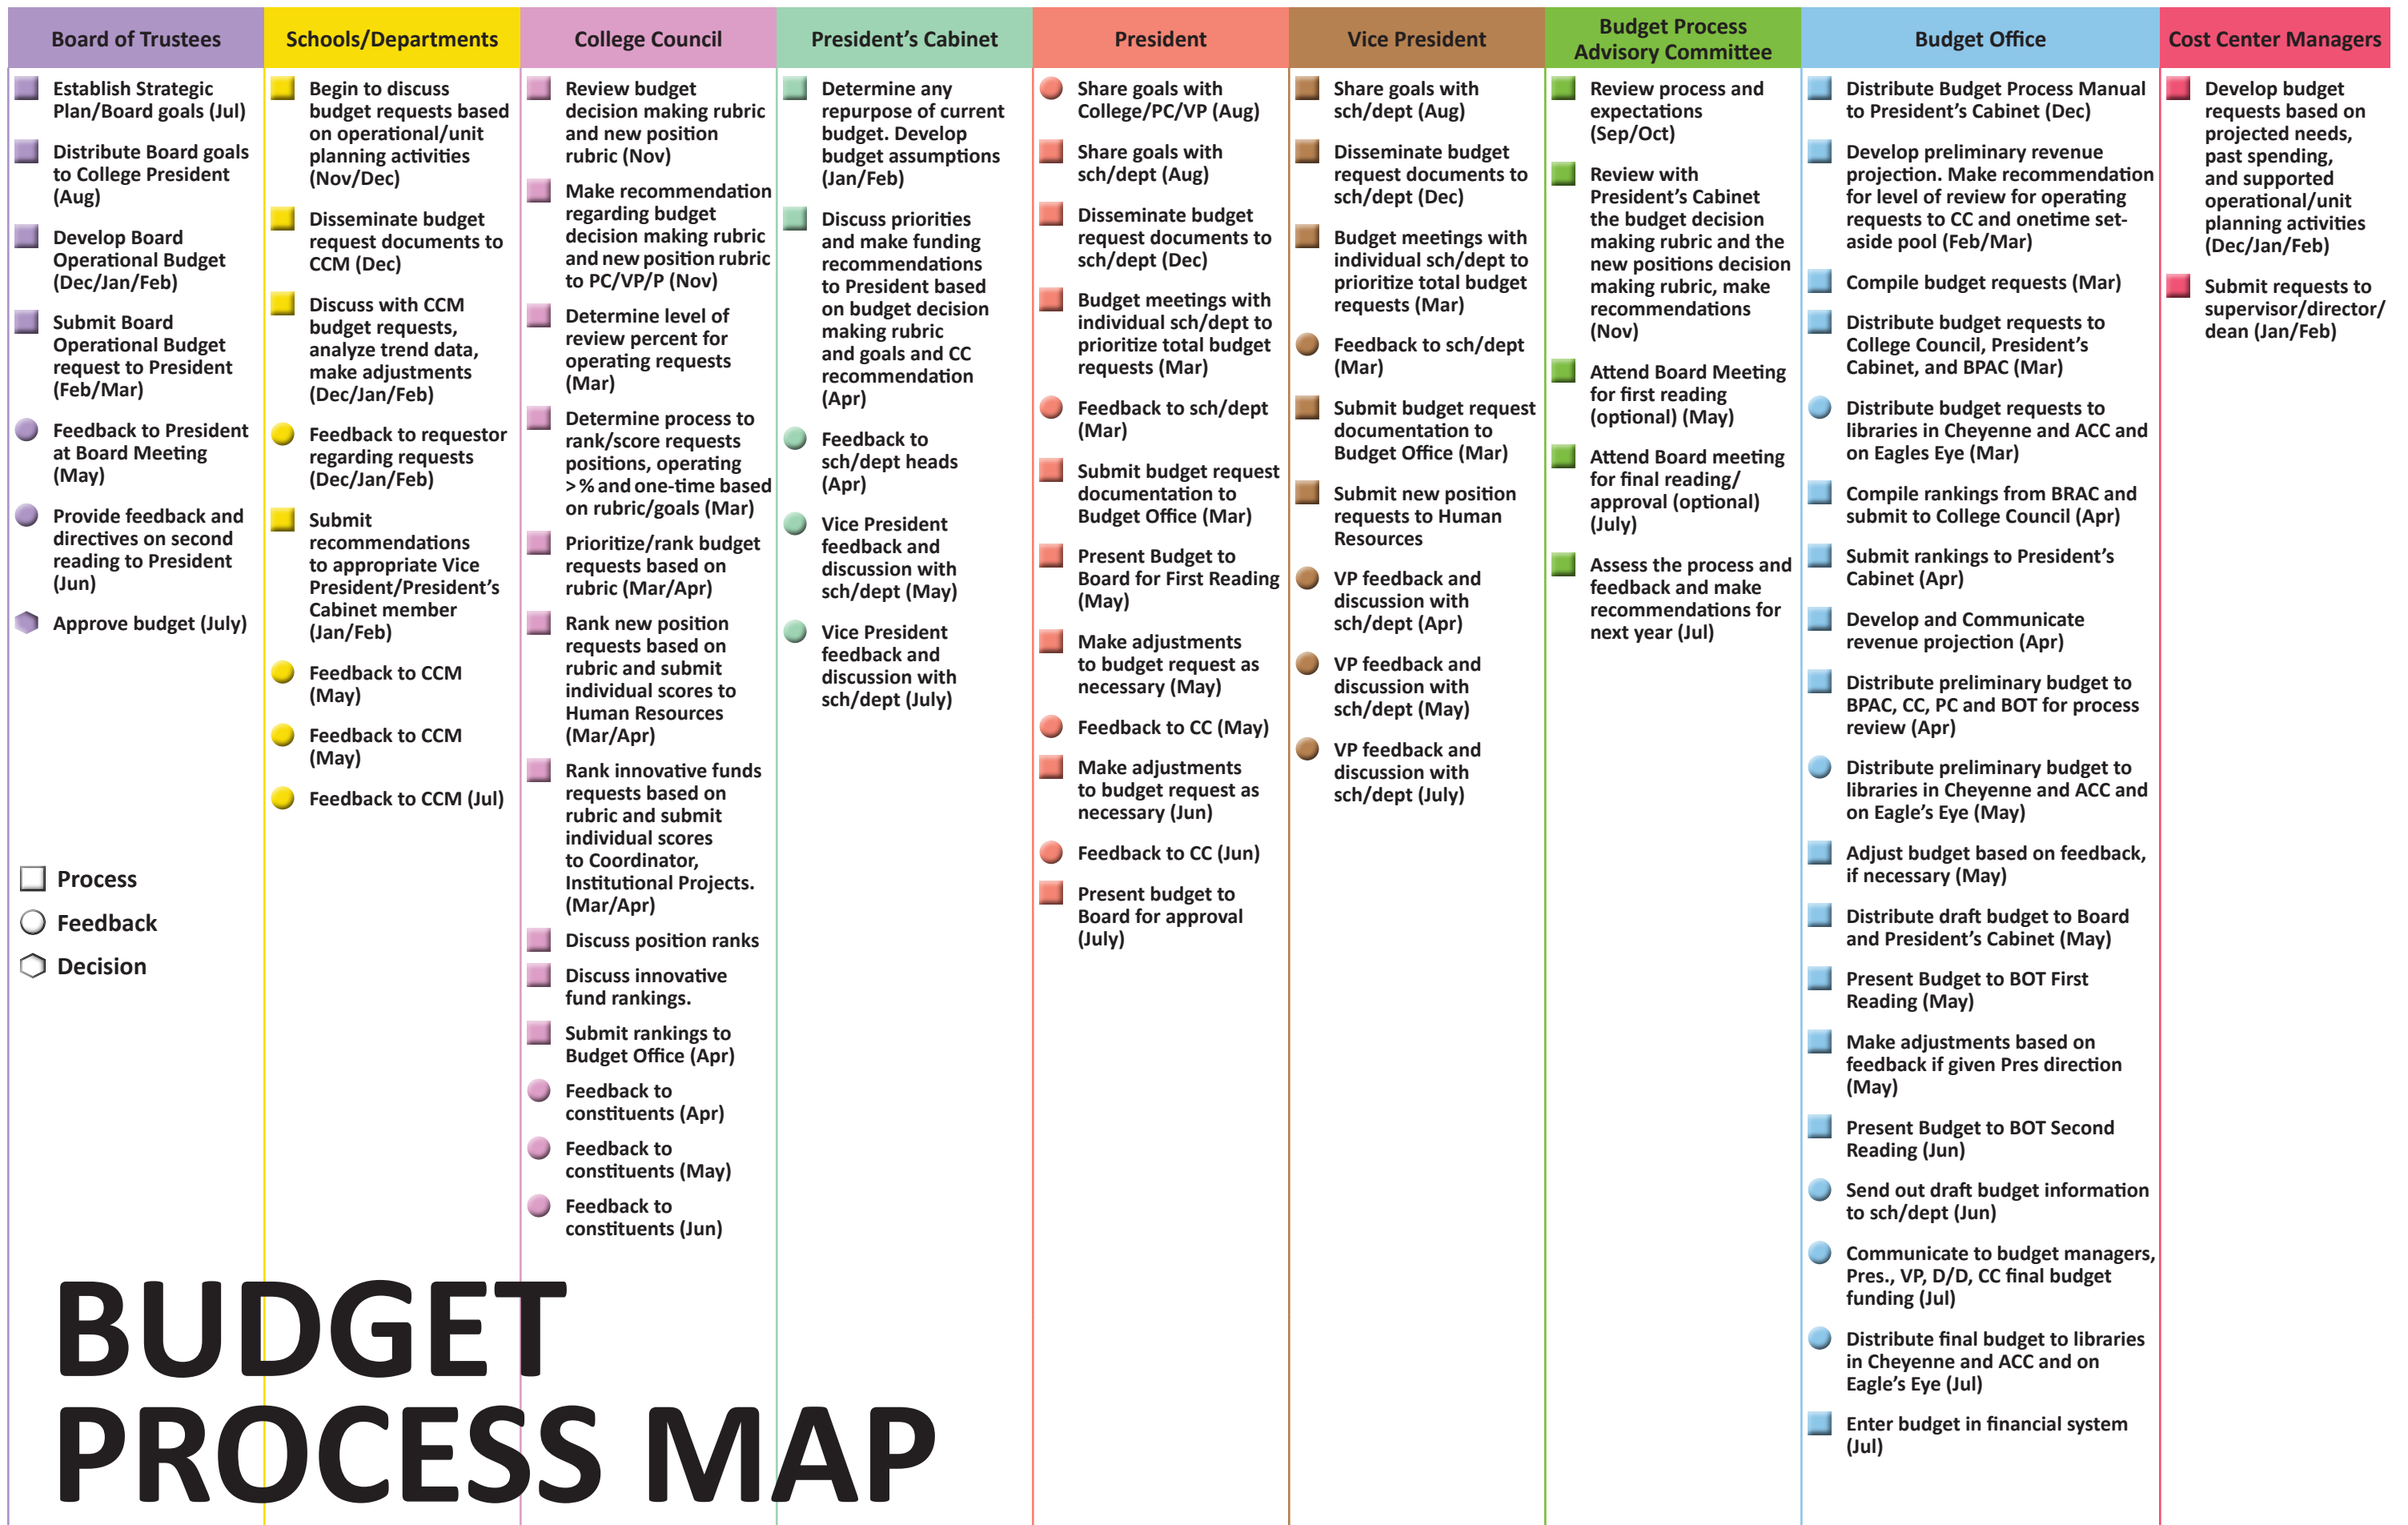 Board of Trustees
Establish Strategic
Plan/Board goals (Jul)
Distribute Board goals
to College President
(Aug)
Develop Board
Operational Budget
(Dec/Jan/Feb)
Submit Board
Operational Budget
request to President
(Feb/Mar)
Feedback to President
at Board Meeting
(May)
Provide feedback and
directives on second
reading to President
(Jun)
Approve budget (July)
Process
Feedback
Decision
Schools/Departments
Begin to discuss
budget requests based
on operational/unit
planning activities
(Nov/Dec)
Disseminate budget
request documents to
CCM (Dec)
Discuss with CCM
budget requests,
analyze trend data,
make adjustments
(Dec/Jan/Feb)
Feedback to requestor
regarding requests
(Dec/Jan/Feb)
Submit
recommendations
to appropriate Vice
President/President's
Cabinet member
(Jan/Feb)
Feedback to CCM
(May)
Feedback to CCM
(May)
Feedback to CCM (Jul)
College Council
Review budget
decision making rubric
and new position
rubric (Nov)
Make recommendation
regarding budget
decision making rubric
and new position rubric
to PC/VP/P (Nov)
Determine level of
review percent for
operating requests
(Mar)
Determine process to
rank/score requests
positions, operating
>% and one-time based
on rubric/goals (Mar)
Prioritize/rank budget
requests based on
rubric (Mar/Apr)
Rank new position
requests based on
rubric and submit
individual scores to
Human Resources
(Mar/Apr)
Rank innovative funds
requests based on
rubric and submit
individual scores
to Coordinator,
Institutional Projects.
(Mar/Apr)
Discuss position ranks
Discuss innovative
fund rankings.
Submit rankings to
Budget Office (Apr)
Feedback to
constituents (Apr)
Feedback to
constituents (May)
Feedback to
constituents (Jun)
President's Cabinet
Determine any
repurpose of current
budget. Develop
budget assumptions
(Jan/Feb)
Discuss priorities
and make funding
recommendations
to President based
on budget decision
making rubric
and goals and CC
recommendation
(Apr)
Feedback to
sch/dept heads
(Apr)
Vice President
feedback and
discussion with
sch/dept (May)
Vice President
feedback and
discussion with
sch/dept (July)
President
Share goals with
College/PC/VP (Aug)
Share goals with
sch/dept (Aug)
Disseminate budget
request documents to
sch/dept (Dec)
Budget meetings with
individual sch/dept to
prioritize total budget
requests (Mar)
Feedback to sch/dept
(Mar)
Submit budget request
documentation to
Budget Office (Mar)
Present Budget to
Board for First Reading
(May)
Make adjustments
to budget request as
necessary (May)
Feedback to CC (May)
Make adjustments
to budget request as
necessary (Jun)
Feedback to CC (Jun)
Present budget to
Board for approval
(July)
Vice President
Share goals with
sch/dept (Aug)
Disseminate budget
request documents to
sch/dept (Dec)
Budget meetings with
individual sch/dept to
prioritize total budget
requests (Mar)
Feedback to sch/dept
(Mar)
Submit budget request
documentation to
Budget Office (Mar)
Submit new position
requests to Human
Resources
VP feedback and
discussion with
sch/dept (Apr)
VP feedback and
discussion with
sch/dept (May)
VP feedback and
discussion with
sch/dept (July)
Budget Process
Advisory Committee
Review process and
expectations
(Sep/Oct)
Review with
President's Cabinet
the budget decision
making rubric and the
new positions decision
making rubric, make
recommendations
(Nov)
Attend Board Meeting
for first reading
(optional) (May)
Attend Board meeting
for final reading/
approval (optional)
(July)
Assess the process and
feedback and make
recommendations for
next year (Jul)
Budget Office
Distribute Budget Process Manual
to President's Cabinet (Dec)
Develop preliminary revenue
projection. Make recommendation
for level of review for operating
requests to CC and onetime set-
aside pool (Feb/Mar)
Compile budget requests (Mar)
Distribute budget requests to
College Council, President's
Cabinet, and BPAC (Mar)
Distribute budget requests to
libraries in Cheyenne and ACC and
on Eagles Eye (Mar)
Compile rankings from BRAC and
submit to College Council (Apr)
Submit rankings to President's
Cabinet (Apr)
Develop and Communicate
revenue projection (Apr)
Distribute preliminary budget to
BPAC, CC, PC and BOT for process
review (Apr)
Distribute preliminary budget to
libraries in Cheyenne and ACC and
on Eagle's Eye (May)
Adjust budget based on feedback,
if necessary (May)
Distribute draft budget to Board
and President's Cabinet (May)
Present Budget to BOT First
Reading (May)
Make adjustments based on
feedback if given Pres direction
(May)
Present Budget to BOT Second
Reading (Jun)
Send out draft budget information
to sch/dept (Jun)
Communicate to budget managers,
Pres., VP, D/D, CC final budget
funding (Jul)
Distribute final budget to libraries
in Cheyenne and ACC and on
Eagle's Eye (Jul)
Enter budget in financial system
(Jul)
Cost Center Managers
Develop budget
requests based on
projected needs,
past spending,
and supported
operational/unit
planning activities
(Dec/Jan/Feb)
Submit requests to
supervisor/director/
dean (Jan/Feb)
BUDGET
PROCESS MAP